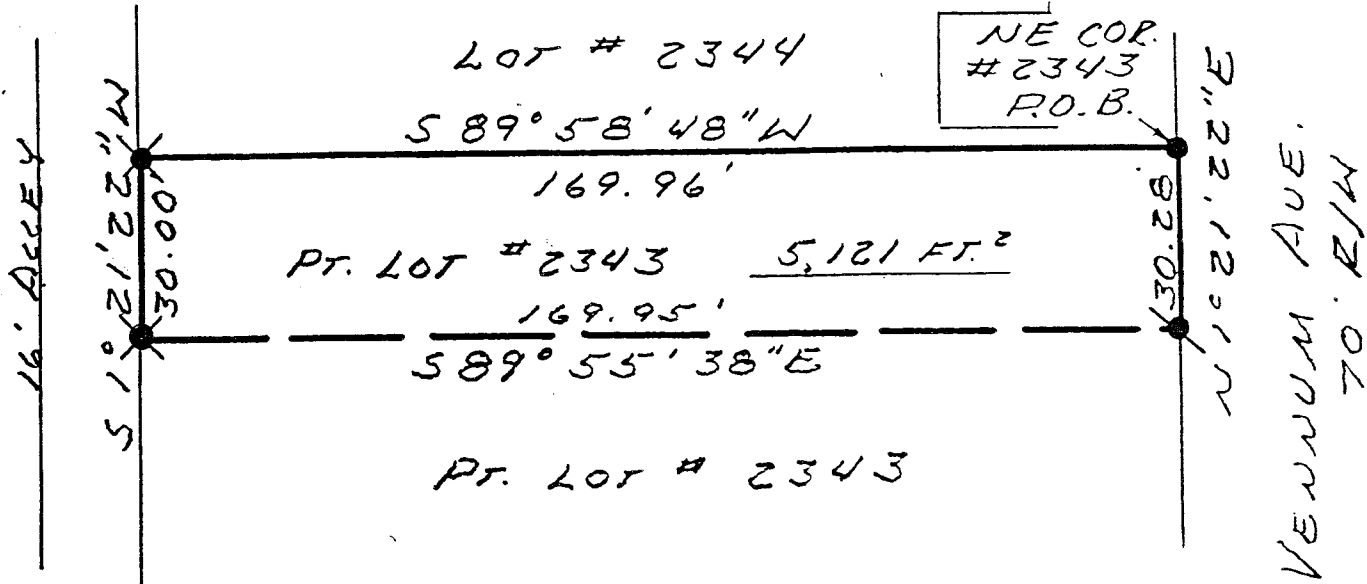 LOT # 2344
NE COR.
# 2343
P.O.B.
S 89° 58' 48" W
169.96'
16' ALLEY
S 1° 21' 22" W
30.00'
PT. LOT # 2343
5,121 FT.²
30.28
N 1° 21' 22" E
VENNUM AVE.
70' R/W
169.95'
S 89° 55' 38" E
PT. LOT # 2343